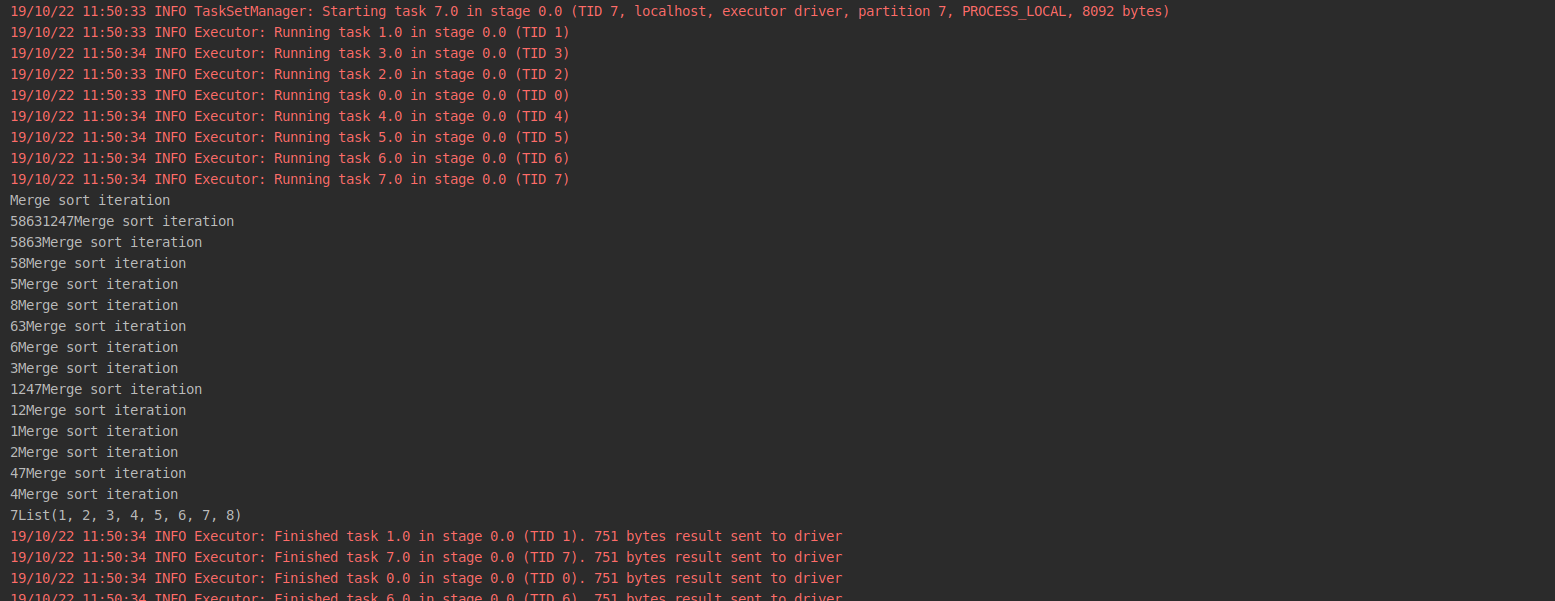 19/10/22 11:50:33 INFO TaskSetManager: Starting task 7.0 in stage 0.0 (TID 7, localhost, executor driver, partition 7, PROCESS_LOCAL, 8092 bytes)
19/10/22 11:50:33 INFO Executor: Running task 1.0 in stage 0.0 (TID 1)
19/10/22 11:50:34 INFO Executor: Running task 3.0 in stage 0.0 (TID 3)
19/10/22 11:50:33 INFO Executor: Running task 2.0 in stage 0.0 (TID 2)
19/10/22 11:50:33 INFO Executor: Running task 0.0 in stage 0.0 (TID 0)
19/10/22 11:50:34 INFO Executor: Running task 4.0 in stage 0.0 (TID 4)
19/10/22 11:50:34 INFO Executor: Running task 5.0 in stage 0.0 (TID 5)
19/10/22 11:50:34 INFO Executor: Running task 6.0 in stage 0.0 (TID 6)
19/10/22 11:50:34 INFO Executor: Running task 7.0 in stage 0.0 (TID 7)
Merge sort iteration
58631247Merge sort iteration
5863Merge sort iteration
58Merge sort iteration
5Merge sort iteration
8Merge sort iteration
63Merge sort iteration
6Merge sort iteration
3Merge sort iteration
1247Merge sort iteration
12Merge sort iteration
1Merge sort iteration
2Merge sort iteration
47Merge sort iteration
4Merge sort iteration
7List(1, 2, 3, 4, 5, 6, 7, 8)
19/10/22 11:50:34 INFO Executor: Finished task 1.0 in stage 0.0 (TID 1). 751 bytes result sent to driver
19/10/22 11:50:34 INFO Executor: Finished task 7.0 in stage 0.0 (TID 7). 751 bytes result sent to driver
19/10/22 11:50:34 INFO Executor: Finished task 0.0 in stage 0.0 (TID 0). 751 bytes result sent to driver
19/10/22 11:50:34 INFO Executor: Finished task 6.0 in stage 0.0 (TID 6). 751 bytes result sent to driver